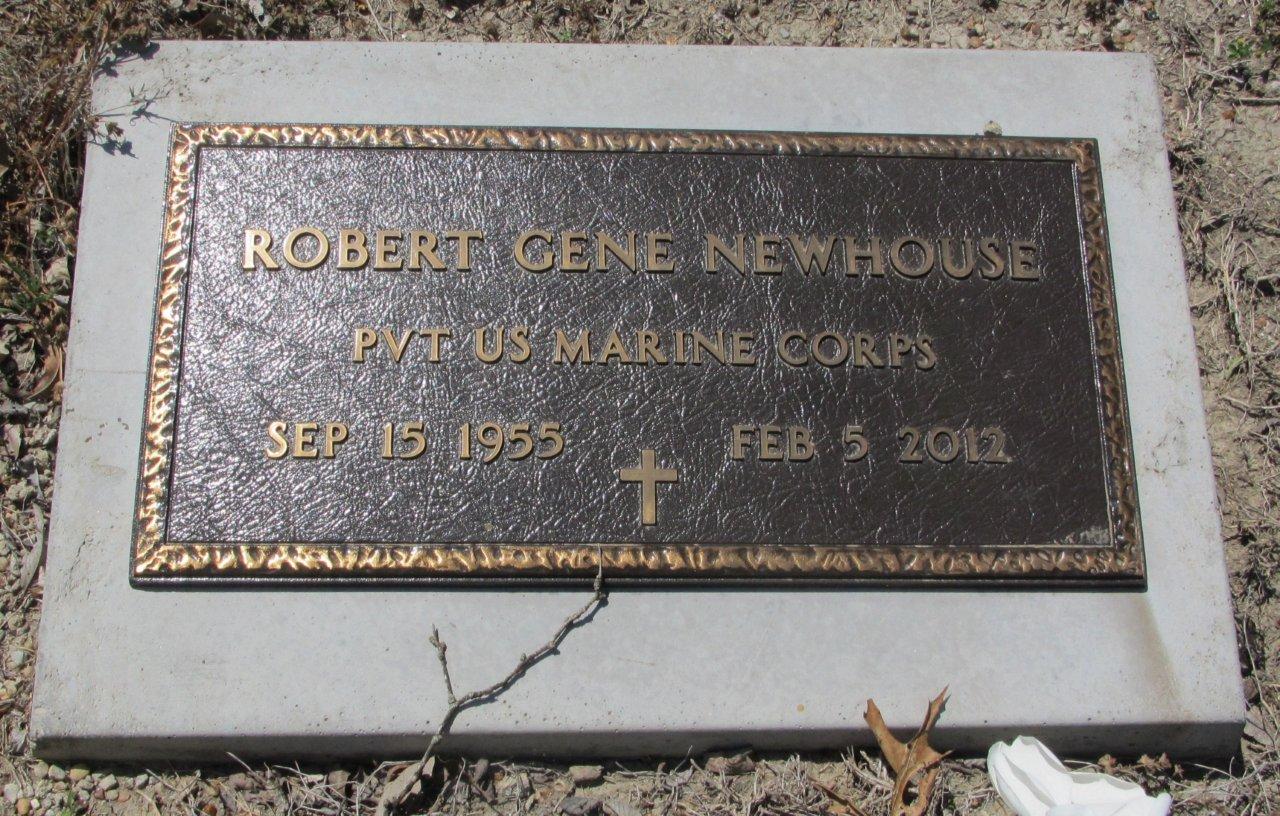 ROBERT GENE NEWHOUSE
PVT US MARINE CORPS
SEP 15 1955 FEB 5 2012